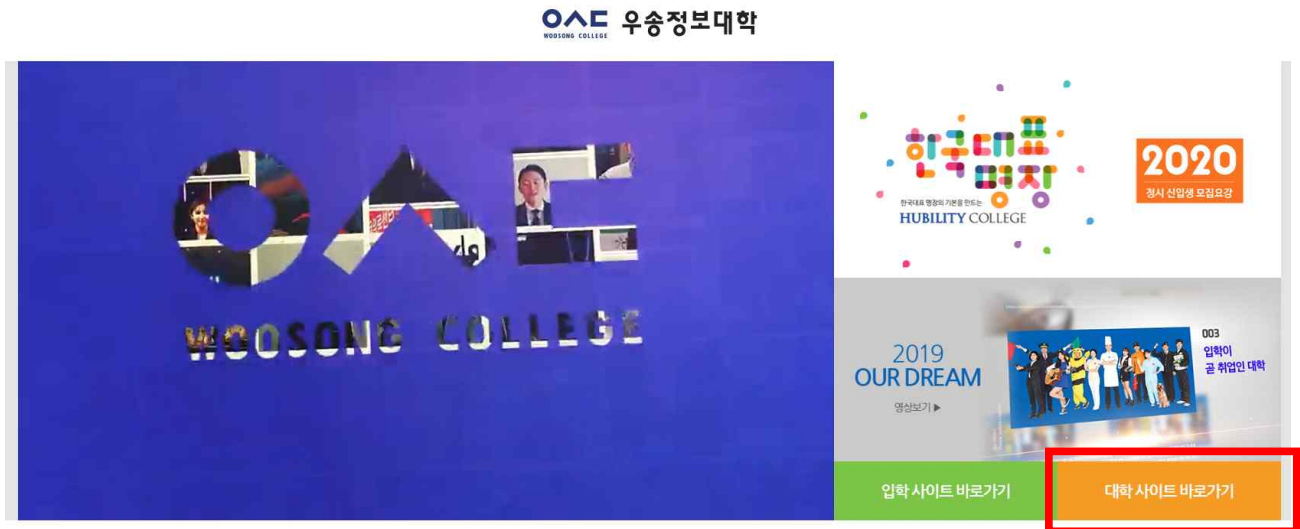 우송정보대학
WOOSONG COLLEGE
WOOSONG COLLEGE
한국대표
명장
한국대표 명장의 기본을 만드는
HUBILITY COLLEGE
2020
정시 신입생 모집요강
2019
OUR DREAM
영상보기 ▶
003
입학이
곧 취업인 대학
입학 사이트 바로가기
대학 사이트 바로가기